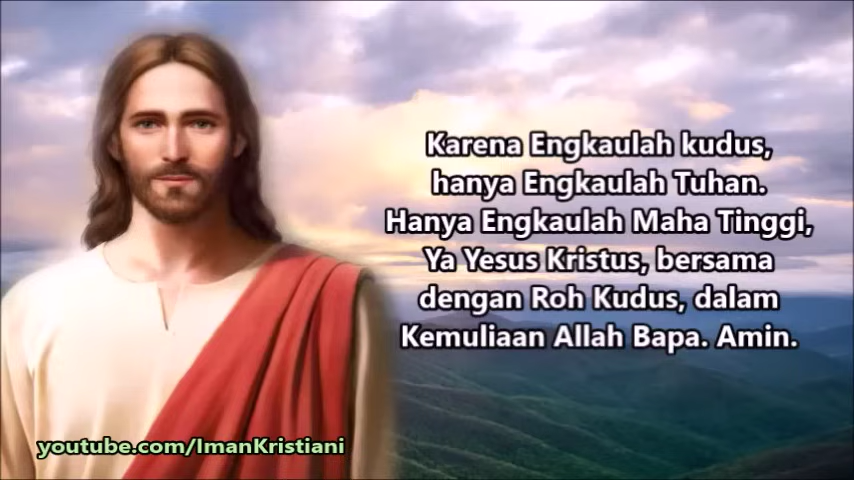 Karena Engkaulah kudus,
hanya Engkaulah Tuhan.
Hanya Engkaulah Maha Tinggi,
Ya Yesus Kristus, bersama
dengan Roh Kudus, dalam
Kemuliaan Allah Bapa. Amin.
youtube.com/ImanKristiani